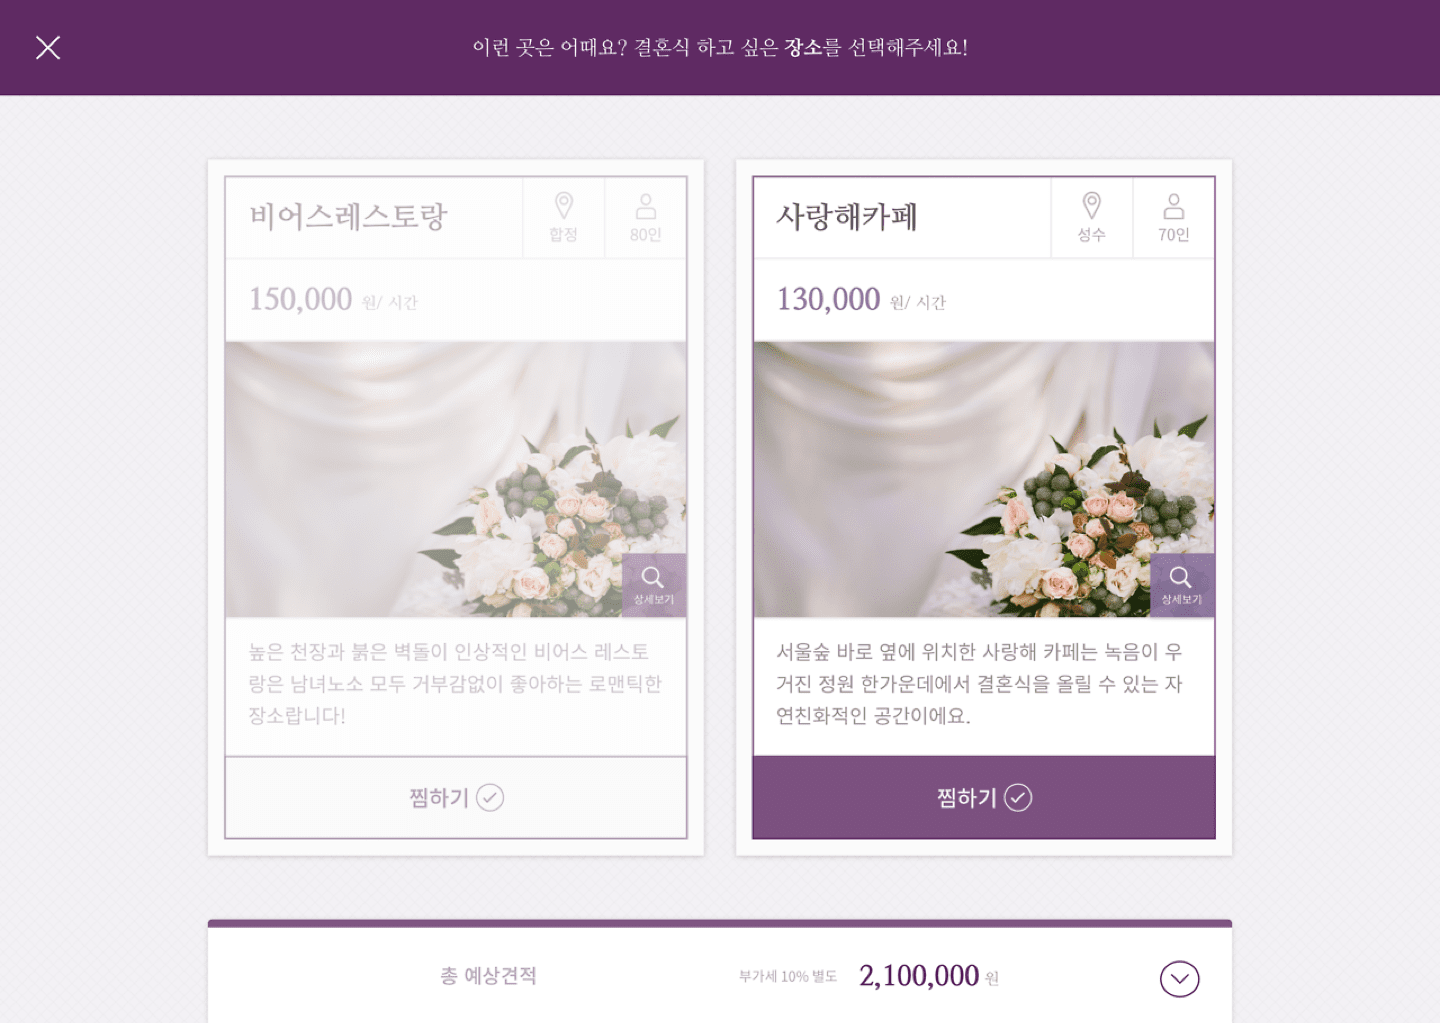 이런 곳은 어때요? 결혼식 하고 싶은 장소를 선택해주세요!
비어스레스토랑
합정
80인
150,000 원/ 시간
상세보기
높은 천장과 붉은 벽돌이 인상적인 비어스 레스토
랑은 남녀노소 모두 거부감없이 좋아하는 로맨틱한
장소랍니다!
찜하기
사랑해카페
성수
70인
130,000 원/ 시간
상세보기
서울숲 바로 옆에 위치한 사랑해 카페는 녹음이 우
거진 정원 한가운데에서 결혼식을 올릴 수 있는 자
연친화적인 공간이에요.
찜하기
총 예상견적
부가세 10% 별도 2,100,000 원